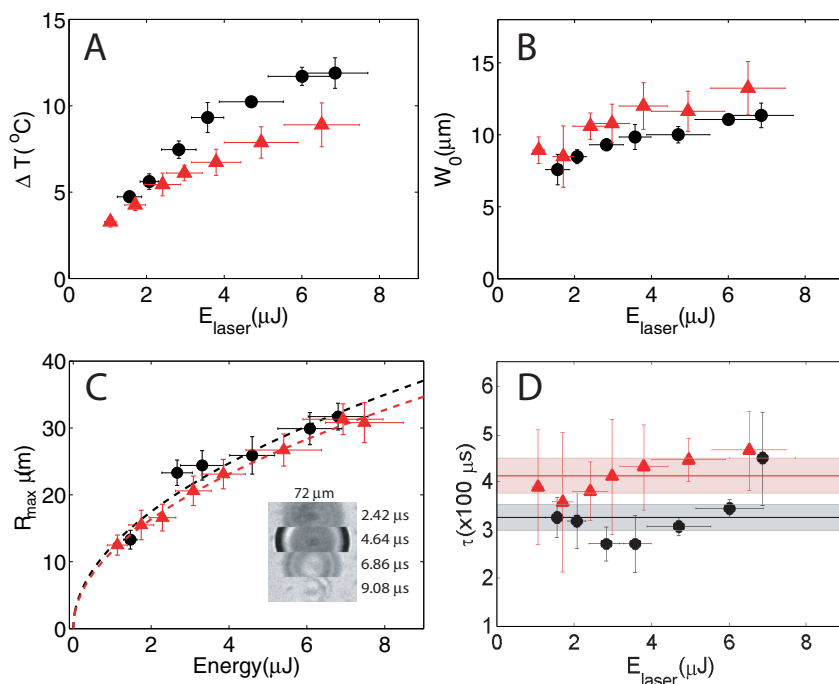 A
Δ T( °C)
15
10
5
0
0 2 4 6 8
E_laser(μJ)
B
W_0(μm)
15
10
5
0
0 2 4 6 8
E_laser(μJ)
C
R_max μ(m)
40
30
20
10
0
0 2 4 6 8
Energy(μJ)
72 μm
2.42 μs
4.64 μs
6.86 μs
9.08 μs
D
τ (x100 μs)
6
5
4
3
2
1
0 2 4 6 8
E_laser(μJ)